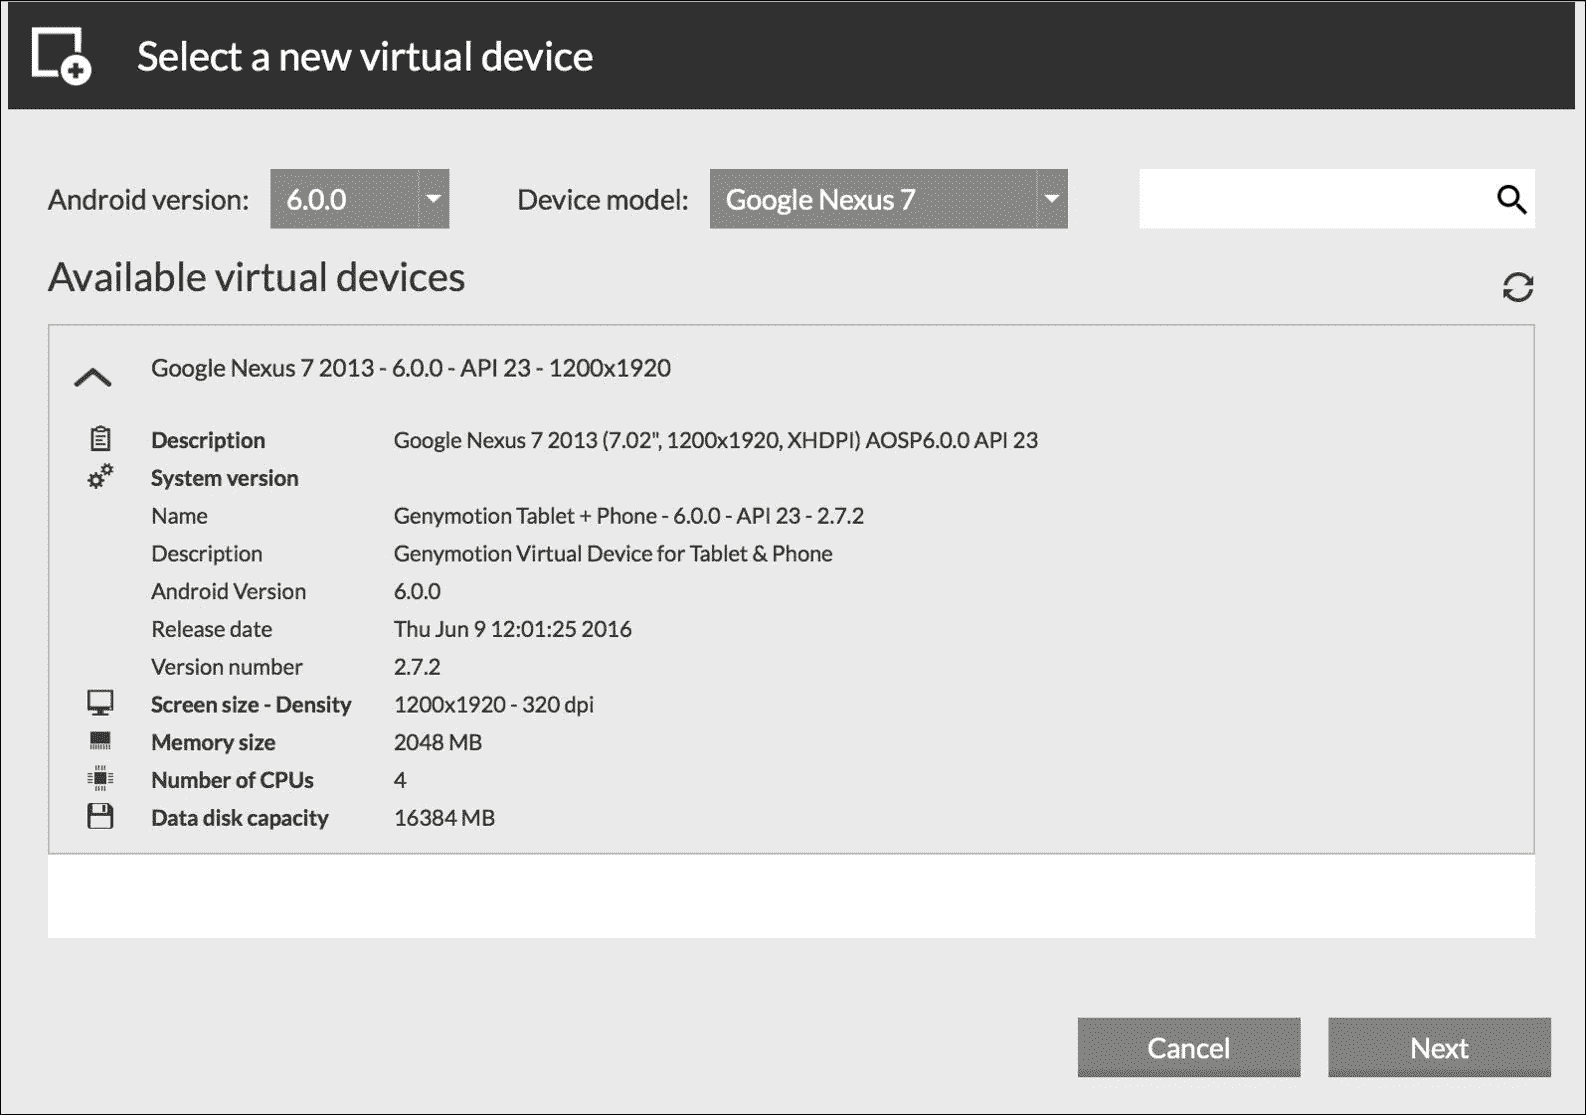 Select a new virtual device
Android version: 6.0.0 Device model: Google Nexus 7
Available virtual devices
Google Nexus 7 2013 - 6.0.0 - API 23 - 1200x1920
Description Google Nexus 7 2013 (7.02", 1200x1920, XHDPI) AOSP6.0.0 API 23
System version
Name Genymotion Tablet + Phone - 6.0.0 - API 23 - 2.7.2
Description Genymotion Virtual Device for Tablet & Phone
Android Version 6.0.0
Release date Thu Jun 9 12:01:25 2016
Version number 2.7.2
Screen size - Density 1200x1920 - 320 dpi
Memory size 2048 MB
Number of CPUs 4
Data disk capacity 16384 MB
Cancel Next